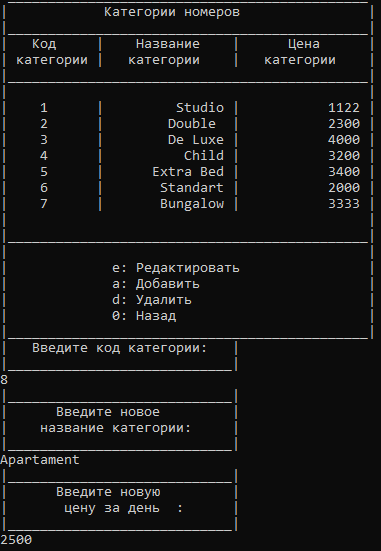 Категории номеров
Код | Название | Цена
категории | категории | категории
1 | Studio | 1122
2 | Double | 2300
3 | De Luxe | 4000
4 | Child | 3200
5 | Extra Bed | 3400
6 | Standart | 2000
7 | Bungalow | 3333
e: Редактировать
a: Добавить
d: Удалить
0: Назад
Введите код категории:
8
Введите новое
название категории:
Apartament
Введите новую
цену за день :
2500